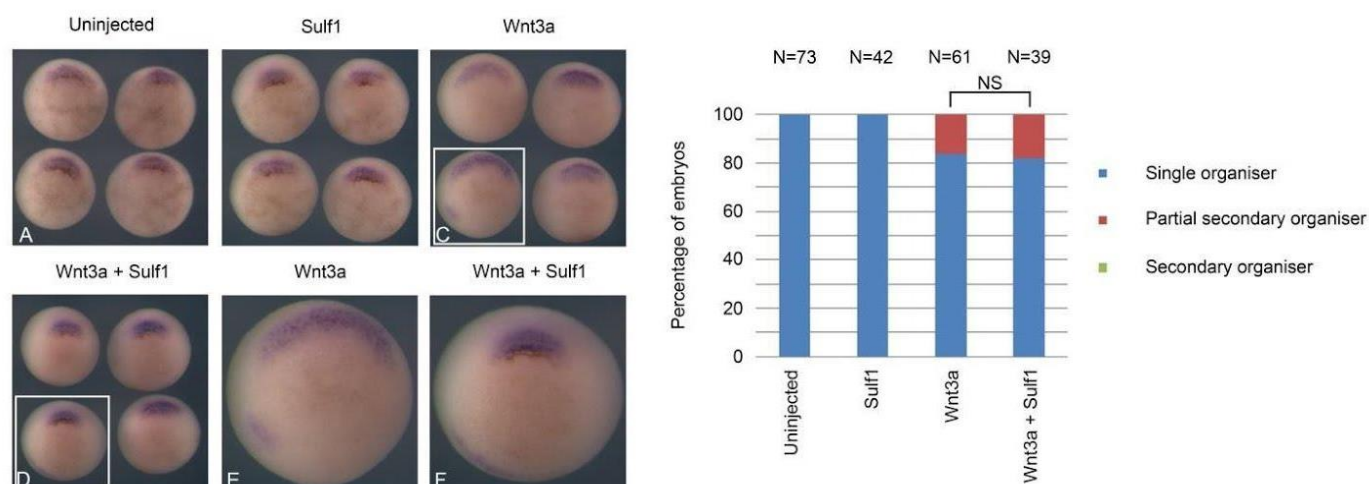 Uninjected Sulf1 Wnt3a
A C
Wnt3a + Sulf1 Wnt3a Wnt3a + Sulf1
D E F
N=73 N=42 N=61 N=39
NS
100
80
60
40
20
0
Percentage of embryos
Uninjected
Sulf1
Wnt3a
Wnt3a + Sulf1
Single organiser
Partial secondary organiser
Secondary organiser